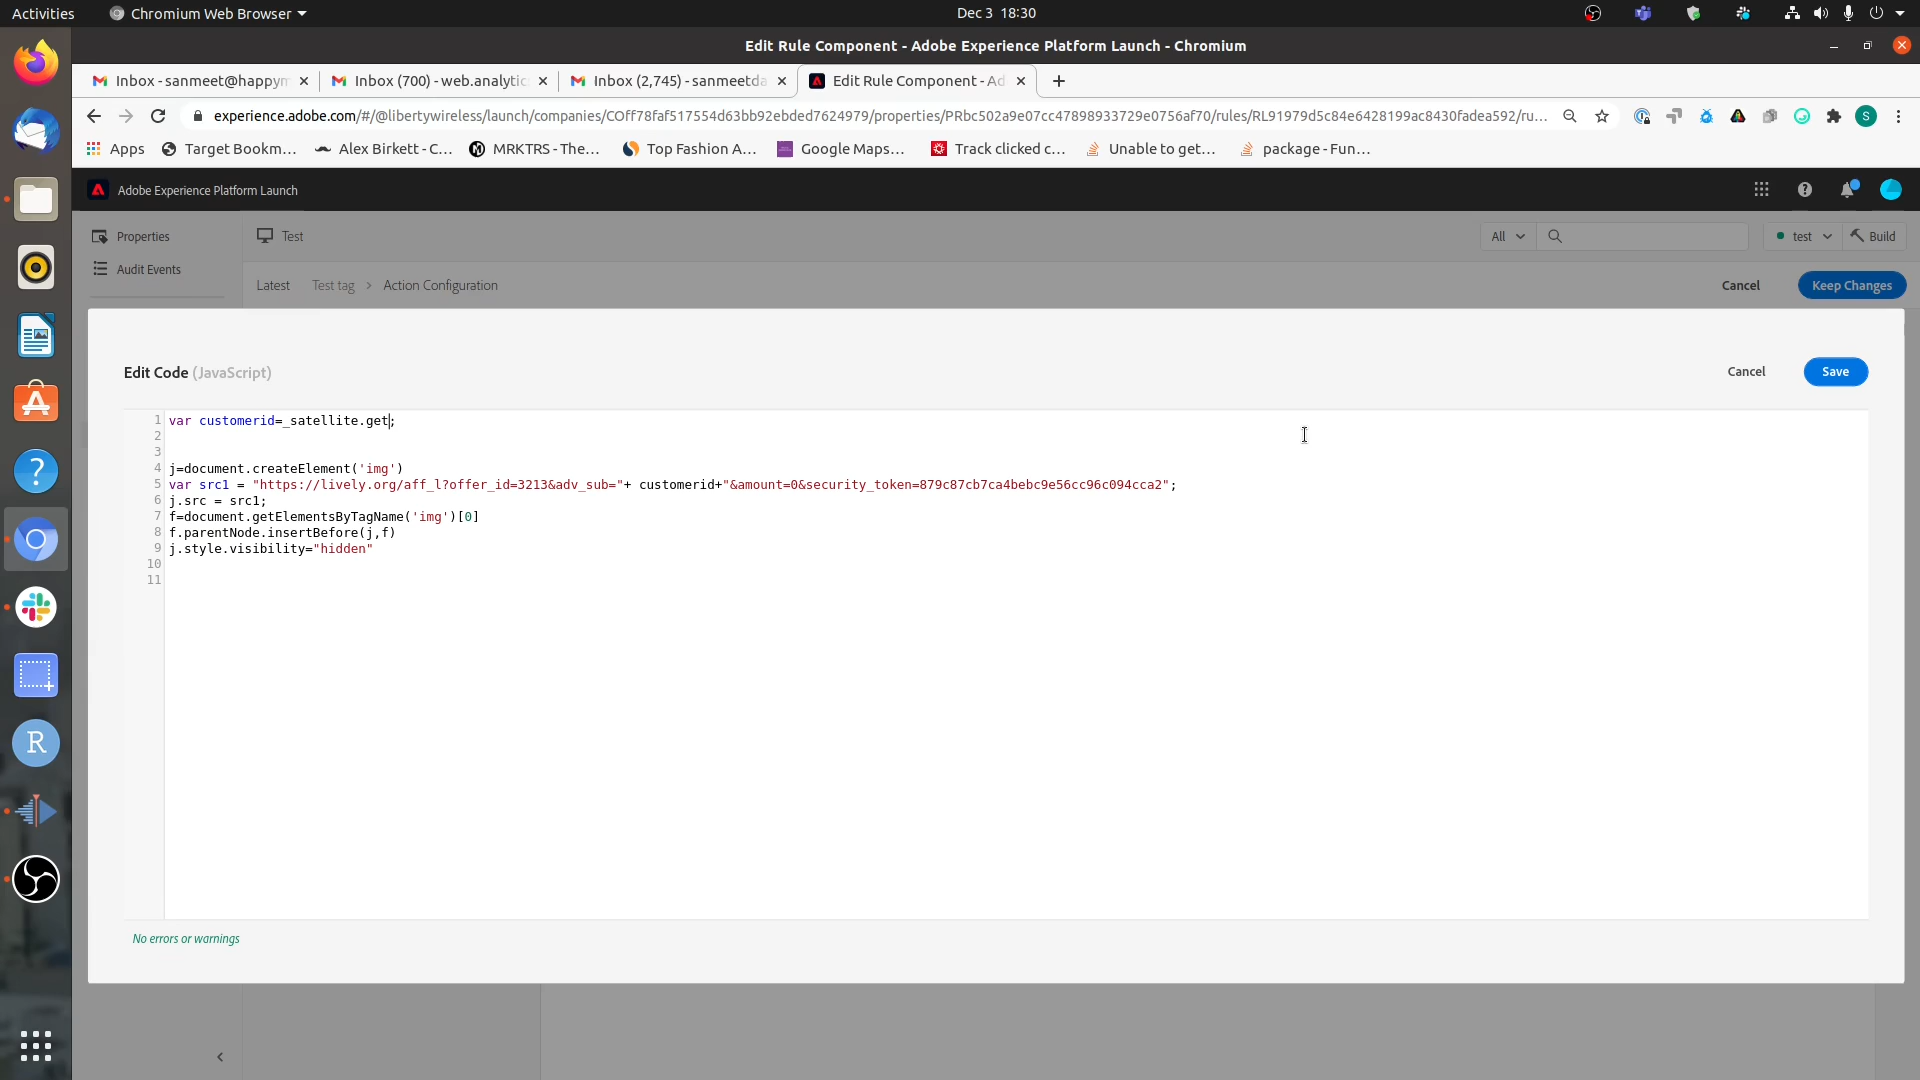 Activities Chromium Web Browser Dec 3 18:30
Edit Rule Component - Adobe Experience Platform Launch - Chromium
Inbox - sanmeet@happym Inbox (700) - web.analytic Inbox (2,745) - sanmeetda Edit Rule Component - Ad
experience.adobe.com/#/@libertywireless/launch/companies/COff78faf517554d63bb92ebded7624979/properties/PRbc502a9e07cc47898933729e0756af70/rules/RL91979d5c84e6428199ac8430fadea592/ru... S
Apps Target Bookm... Alex Birkett - C... MRKTRS - The... Top Fashion A... Google Maps... Track clicked c... Unable to get... package - Fun...
Adobe Experience Platform Launch
Properties Test All test Build
Audit Events
Latest Test tag > Action Configuration Cancel Keep Changes
Edit Code (JavaScript) Cancel Save
1 var customerid=_satellite.get;
2
3
4 j=document.createElement('img')
5 var src1 = "https://lively.org/aff_l?offer_id=3213&adv_sub="+ customerid+"&amount=0&security_token=879c87cb7ca4bebc9e56cc96c094cca2";
6 j.src = src1;
7 f=document.getElementsByTagName('img')[0]
8 f.parentNode.insertBefore(j,f)
9 j.style.visibility="hidden"
10
11
No errors or warnings